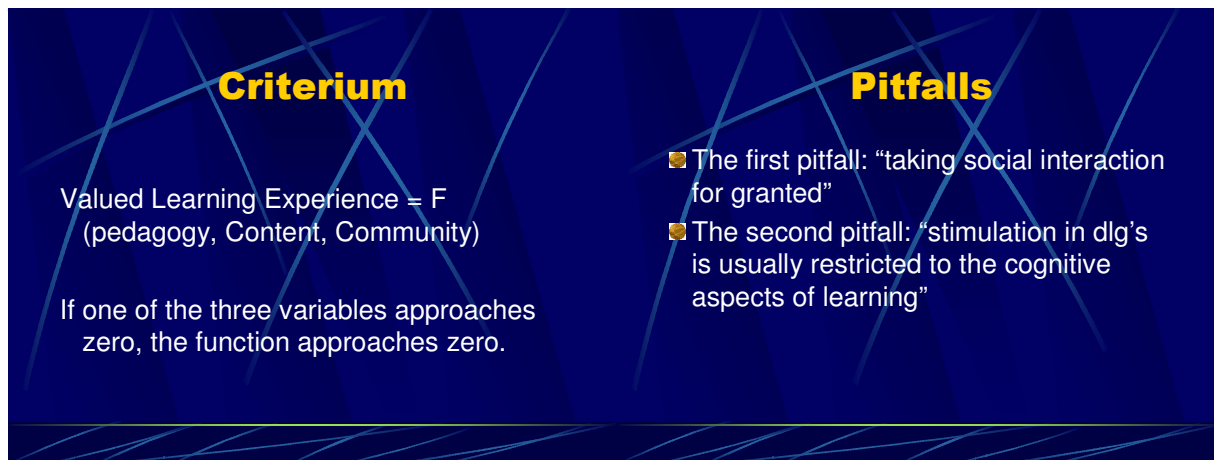 Criterium
Valued Learning Experience = F
(pedagogy, Content, Community)
If one of the three variables approaches
zero, the function approaches zero.
Pitfalls
The first pitfall: “taking social interaction
for granted”
The second pitfall: “stimulation in dlg’s
is usually restricted to the cognitive
aspects of learning”